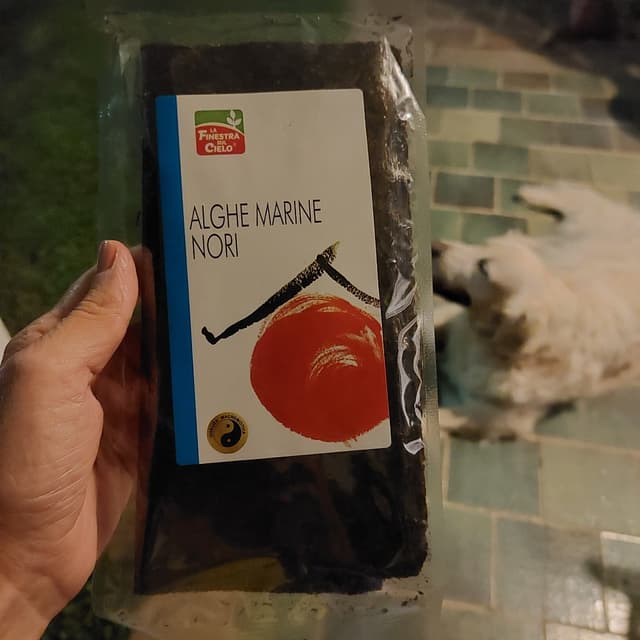 LA
FINESTRA
SUL
CIELO
ALGHE MARINE
NORI